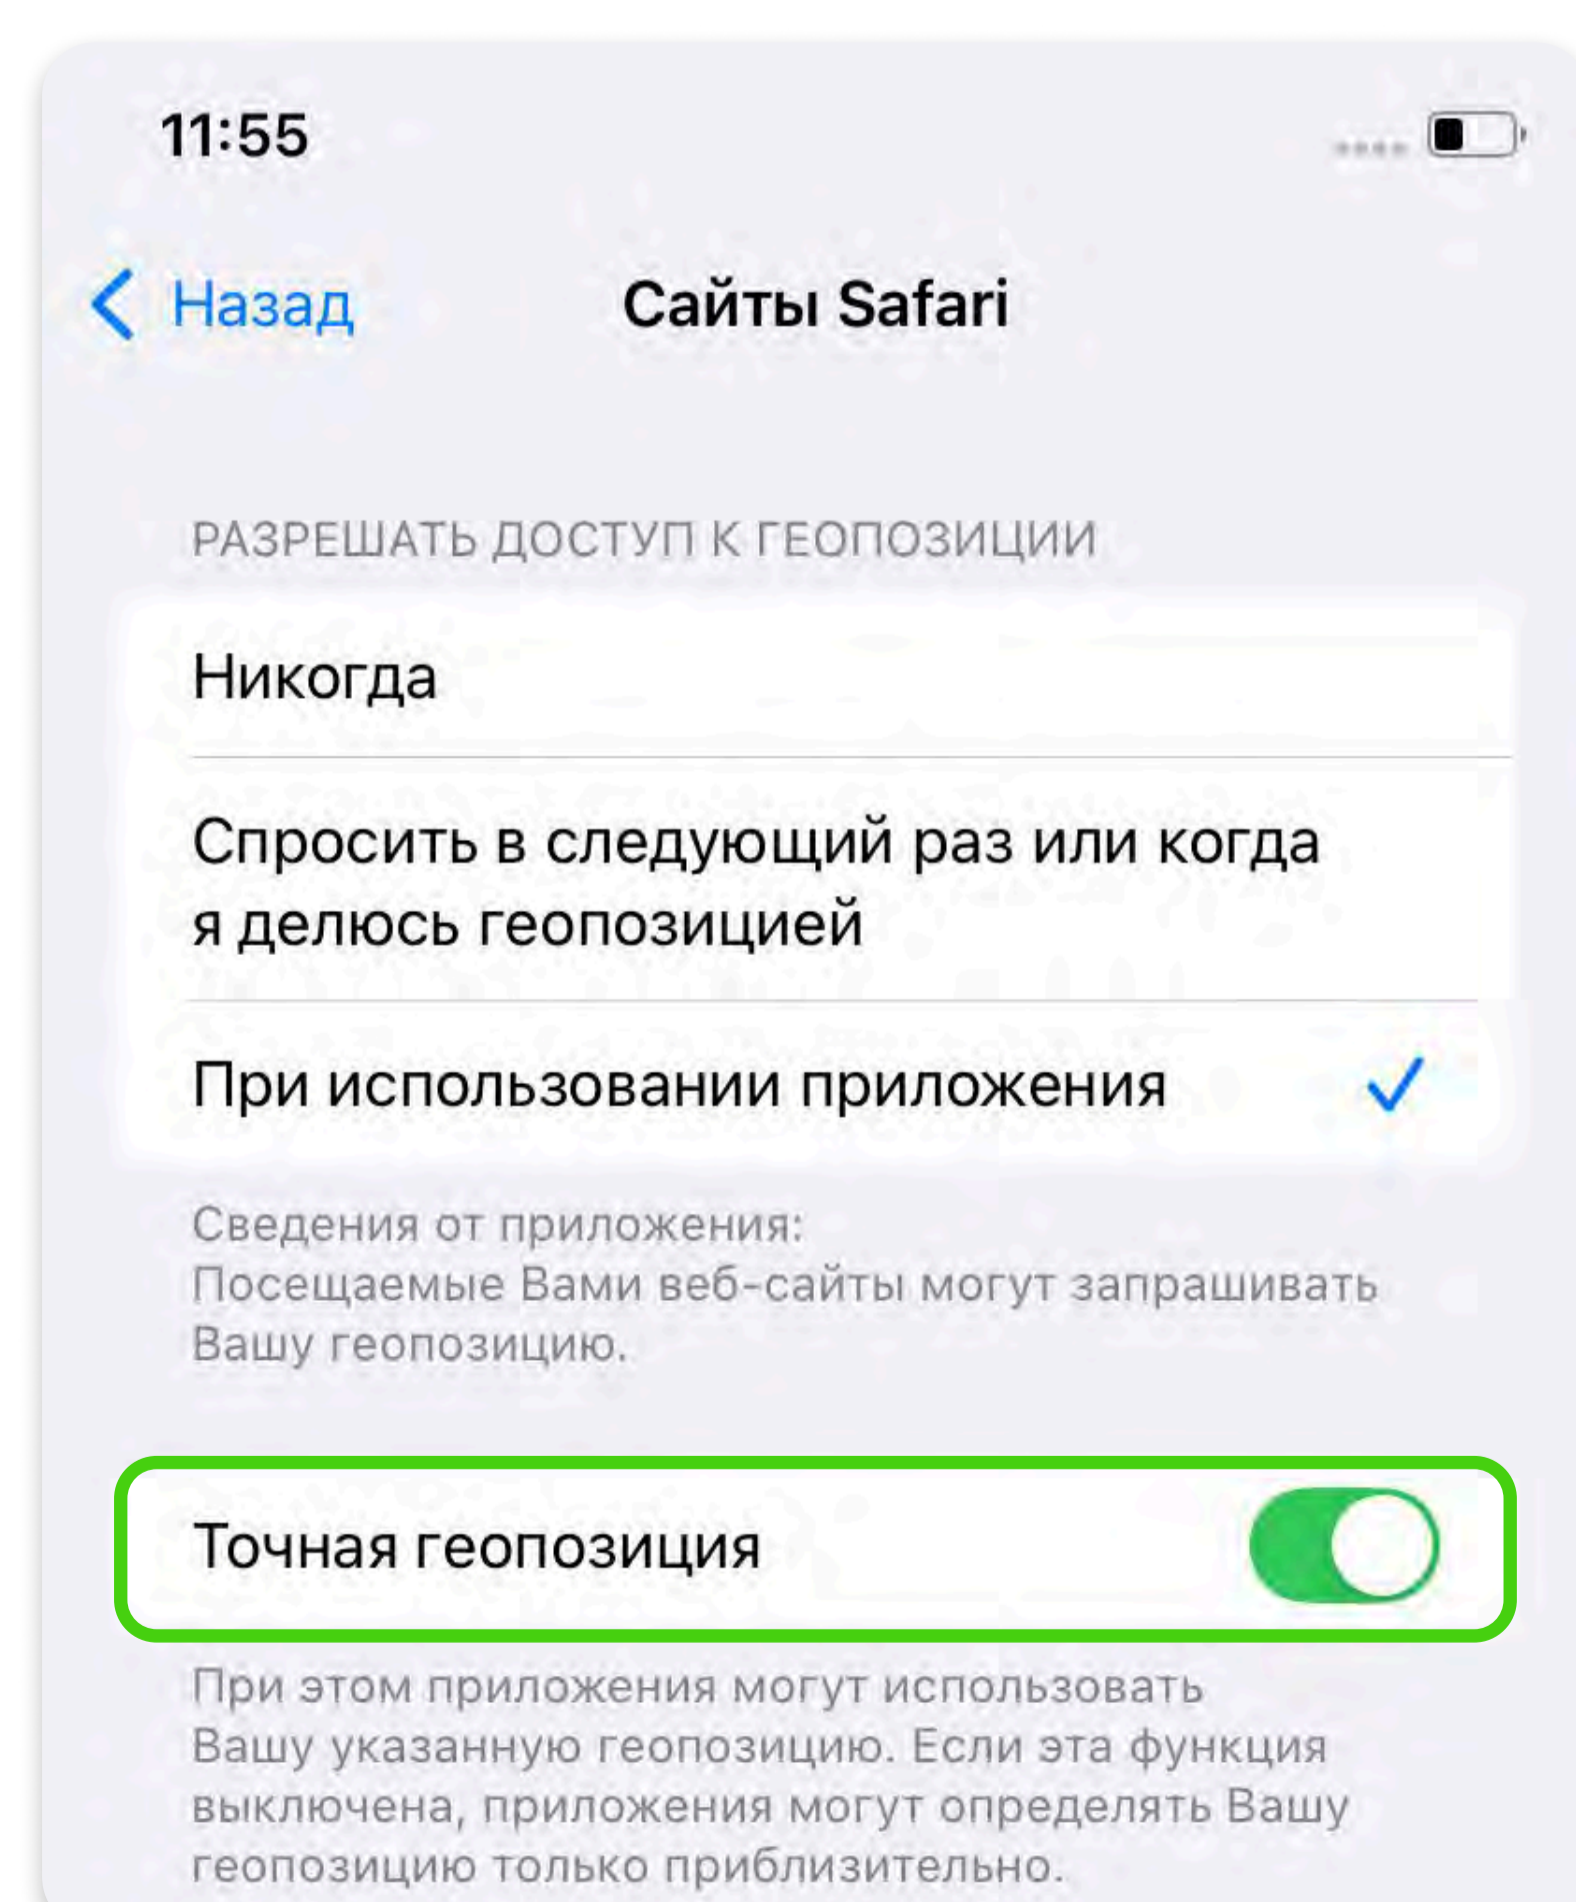 11:55
Назад
Сайты Safari
РАЗРЕШАТЬ ДОСТУП К ГЕОПОЗИЦИИ
Никогда
Спросить в следующий раз или когда
я делюсь геопозицией
При использовании приложения
Сведения от приложения:
Посещаемые Вами веб-сайты могут запрашивать
Вашу геопозицию.
Точная геопозиция
При этом приложения могут использовать
Вашу указанную геопозицию. Если эта функция
выключена, приложения могут определять Вашу
геопозицию только приблизительно.